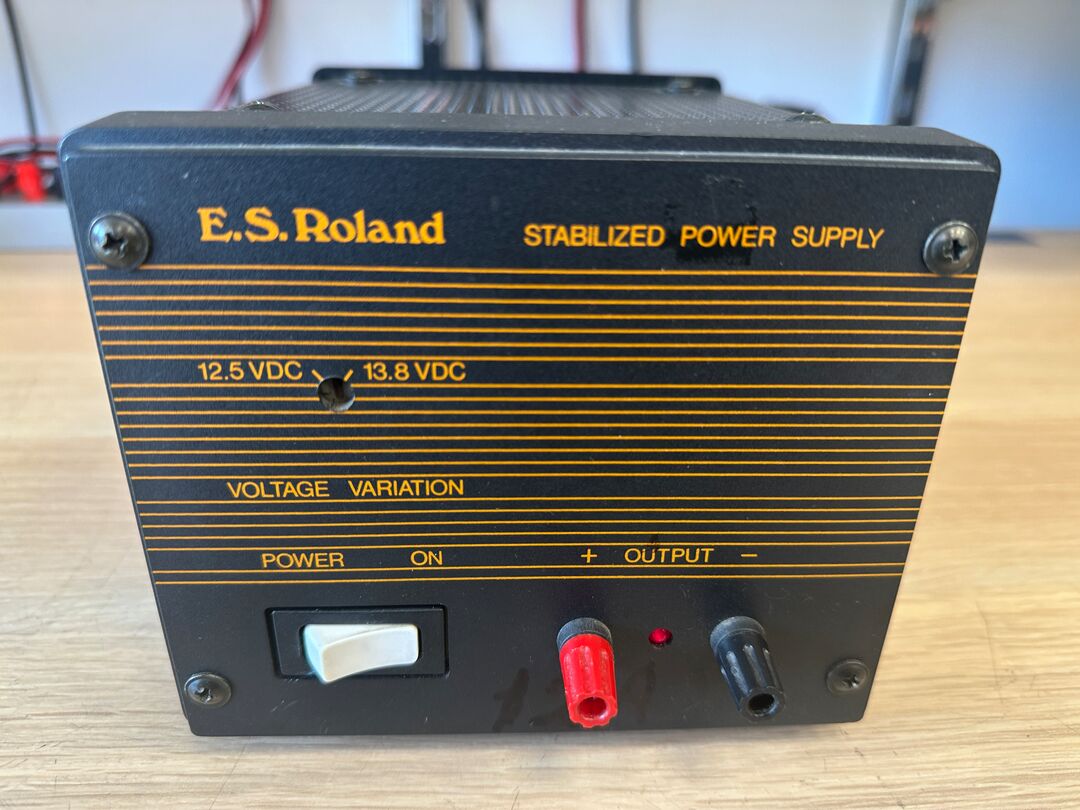 E.S. Roland
STABILIZED POWER SUPPLY
12.5 VDC 13.8 VDC
VOLTAGE VARIATION
POWER ON
+ OUTPUT −